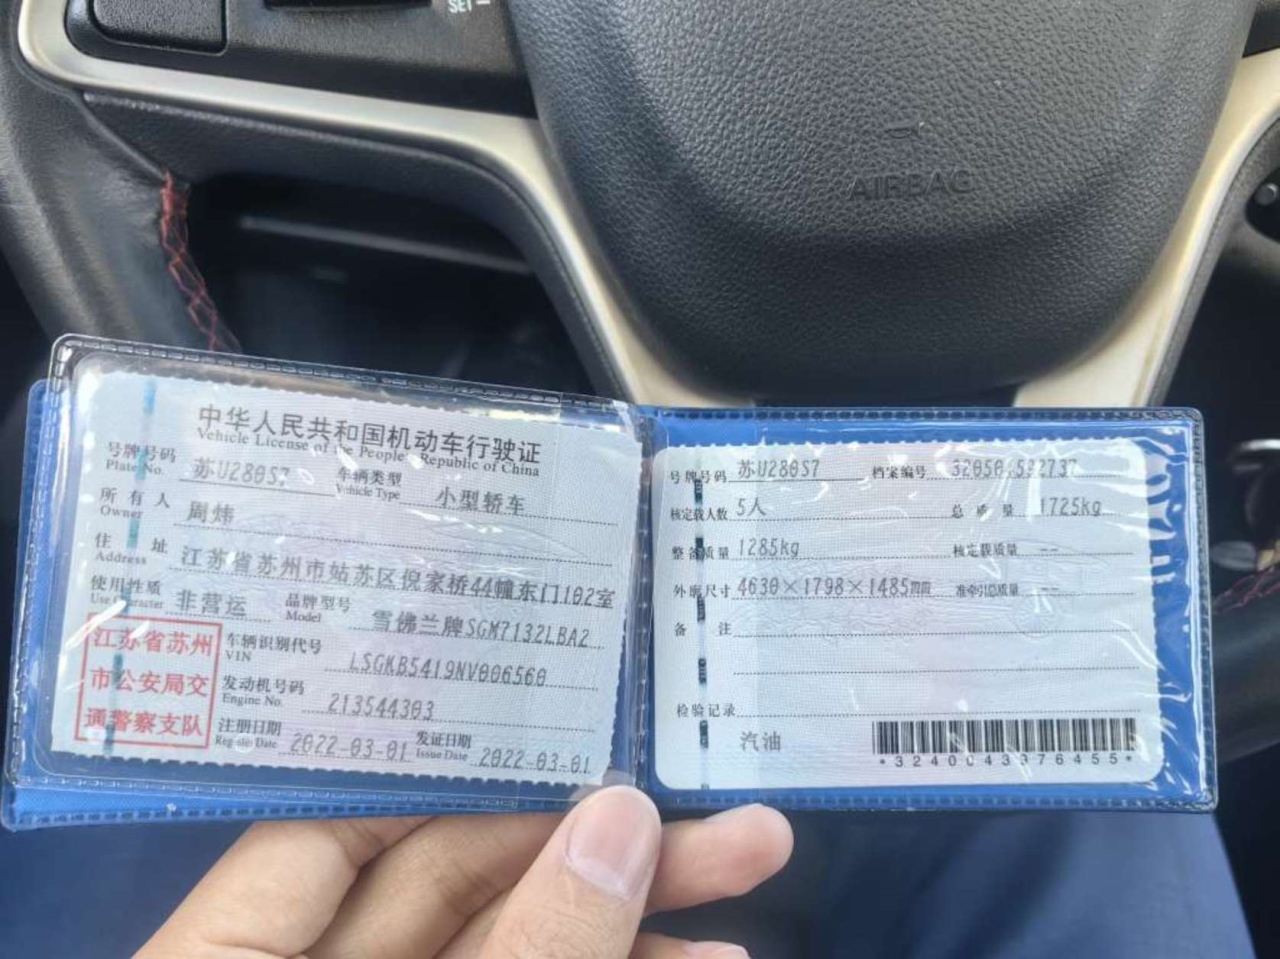 SET-
AIRBAG
中华人民共和国机动车行驶证
Vehicle License of the People's Republic of China
号牌号码 苏U280S7 车辆类型 小型轿车
Plate No. Vehicle Type
所有人 周炜
Owner
住址 江苏省苏州市姑苏区倪家桥44幢东门102室
Address
使用性质 非营运 品牌型号 雪佛兰牌SGM7132LBA2
Use Character Model
江苏省苏州
市公安局交
通警察支队
车辆识别代号 LSGKB5419NV006560
VIN
发动机号码 213544303
Engine No.
注册日期 2022-03-01 发证日期 2022-03-01
Register Date Issue Date
号牌号码 苏U280S7 档案编号
核定载人数 5人 总质量 1725kg
整备质量 1285kg 核定载质量 --
外廓尺寸 4630×1798×1485mm 准牵引总质量 --
备注
检验记录
汽油
*3240043976455*